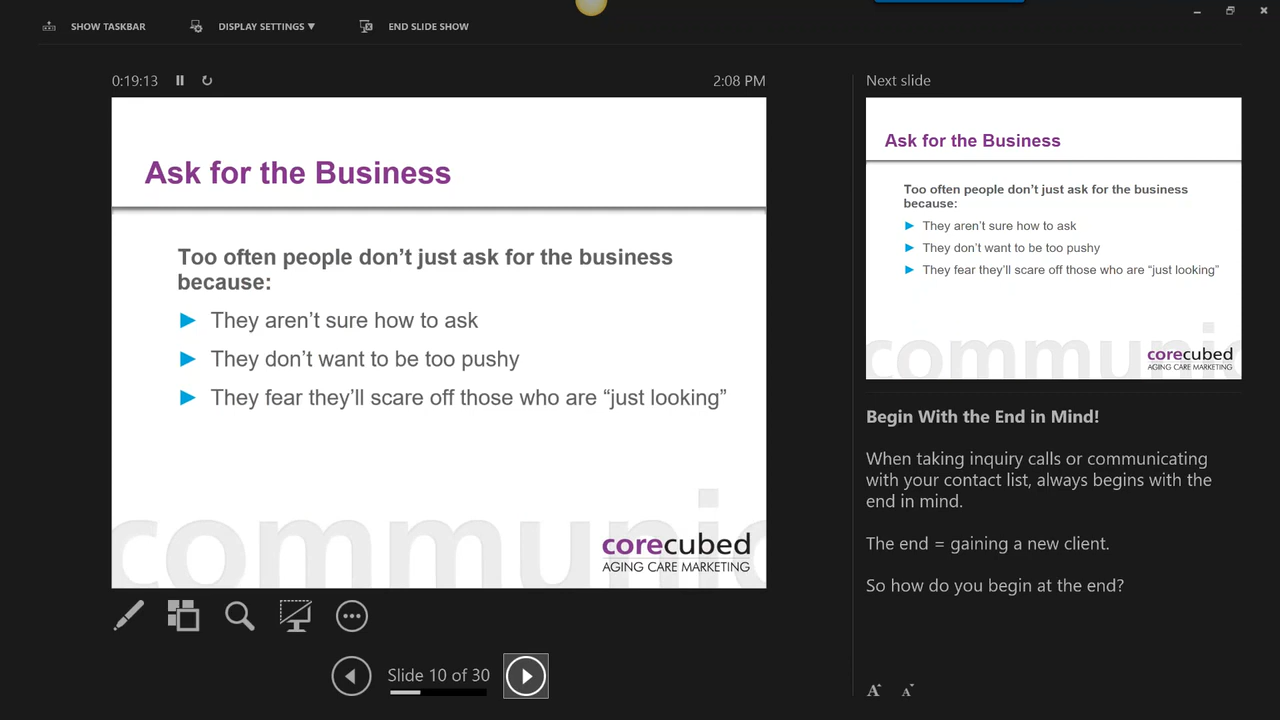 SHOW TASKBAR
DISPLAY SETTINGS ▼
END SLIDE SHOW
0:19:13
2:08 PM
Ask for the Business
Too often people don’t just ask for the business
because:
They aren’t sure how to ask
They don’t want to be too pushy
They fear they’ll scare off those who are “just looking”
communic
corecubed
AGING CARE MARKETING
Slide 10 of 30
Next slide
Ask for the Business
Too often people don’t just ask for the business
because:
They aren’t sure how to ask
They don’t want to be too pushy
They fear they’ll scare off those who are “just looking”
communic
corecubed
AGING CARE MARKETING
Begin With the End in Mind!
When taking inquiry calls or communicating
with your contact list, always begins with the
end in mind.
The end = gaining a new client.
So how do you begin at the end?
A A